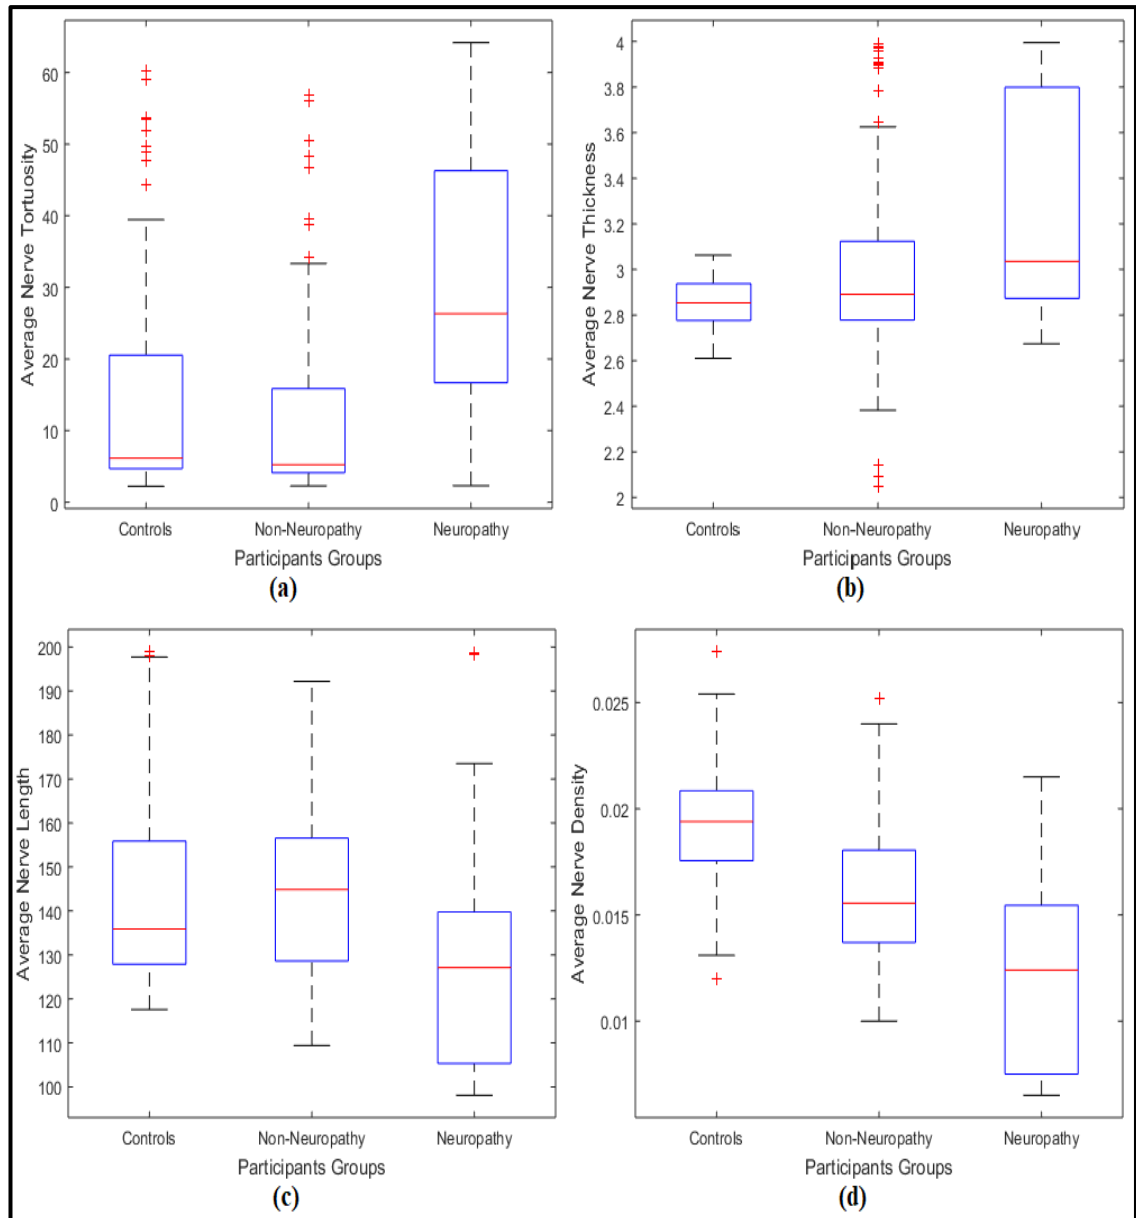 Average Nerve Tortuosity
60
50
40
30
20
10
0
Controls Non-Neuropathy Neuropathy
Participants Groups
(a)
Average Nerve Thickness
4
3.8
3.6
3.4
3.2
3
2.8
2.6
2.4
2.2
2
Controls Non-Neuropathy Neuropathy
Participants Groups
(b)
Average Nerve Length
200
190
180
170
160
150
140
130
120
110
100
Controls Non-Neuropathy Neuropathy
Participants Groups
(c)
Average Nerve Density
0.025
0.02
0.015
0.01
Controls Non-Neuropathy Neuropathy
Participants Groups
(d)